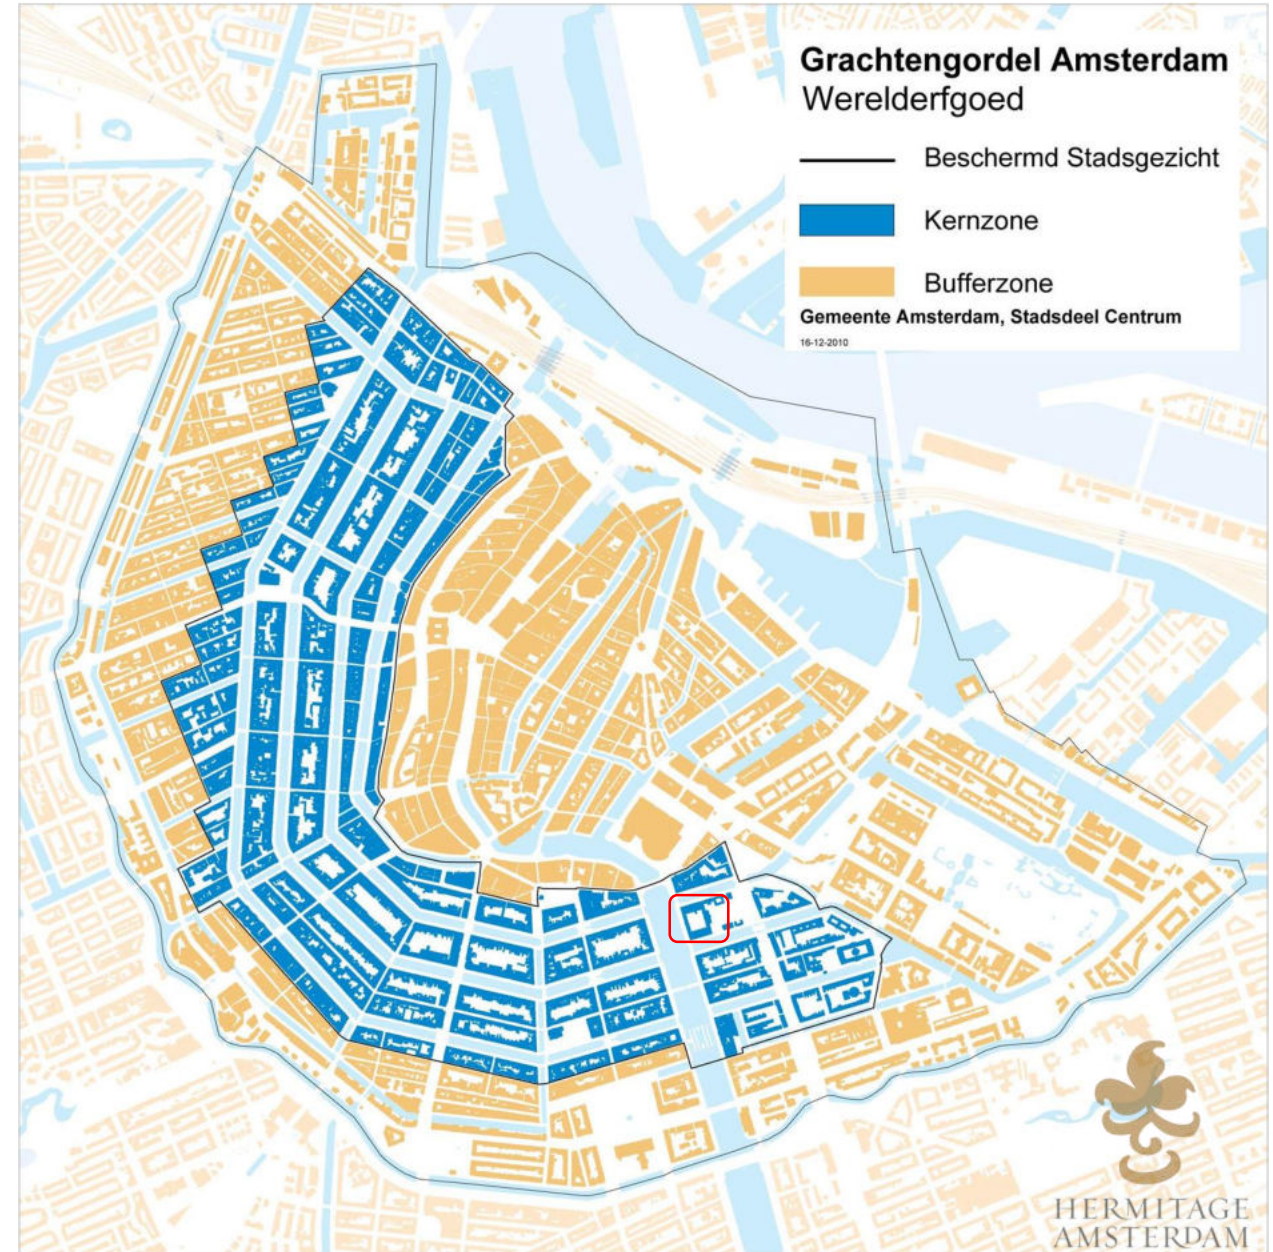 Grachtengordel Amsterdam
Werelderfgoed
Beschermd Stadsgezicht
Kernzone
Bufferzone
Gemeente Amsterdam, Stadsdeel Centrum
16-12-2010
HERMITAGE
AMSTERDAM